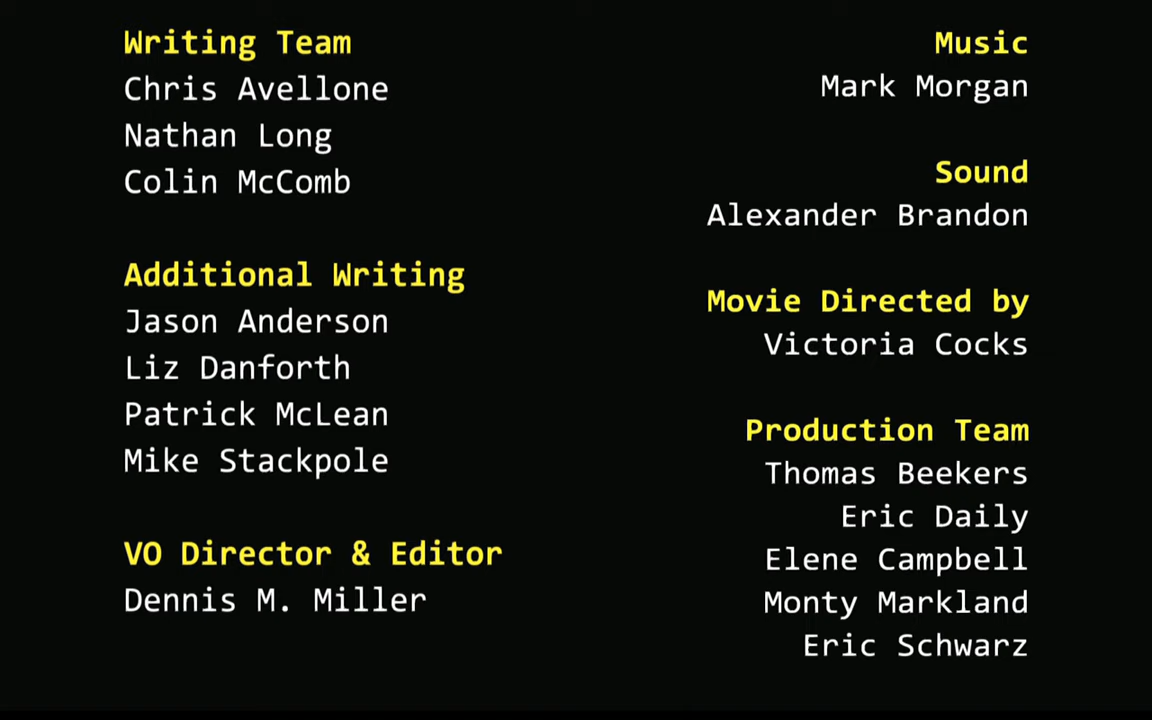 Writing Team
Chris Avellone
Nathan Long
Colin McComb
Additional Writing
Jason Anderson
Liz Danforth
Patrick McLean
Mike Stackpole
VO Director & Editor
Dennis M. Miller
Music
Mark Morgan
Sound
Alexander Brandon
Movie Directed by
Victoria Cocks
Production Team
Thomas Beekers
Eric Daily
Elene Campbell
Monty Markland
Eric Schwarz